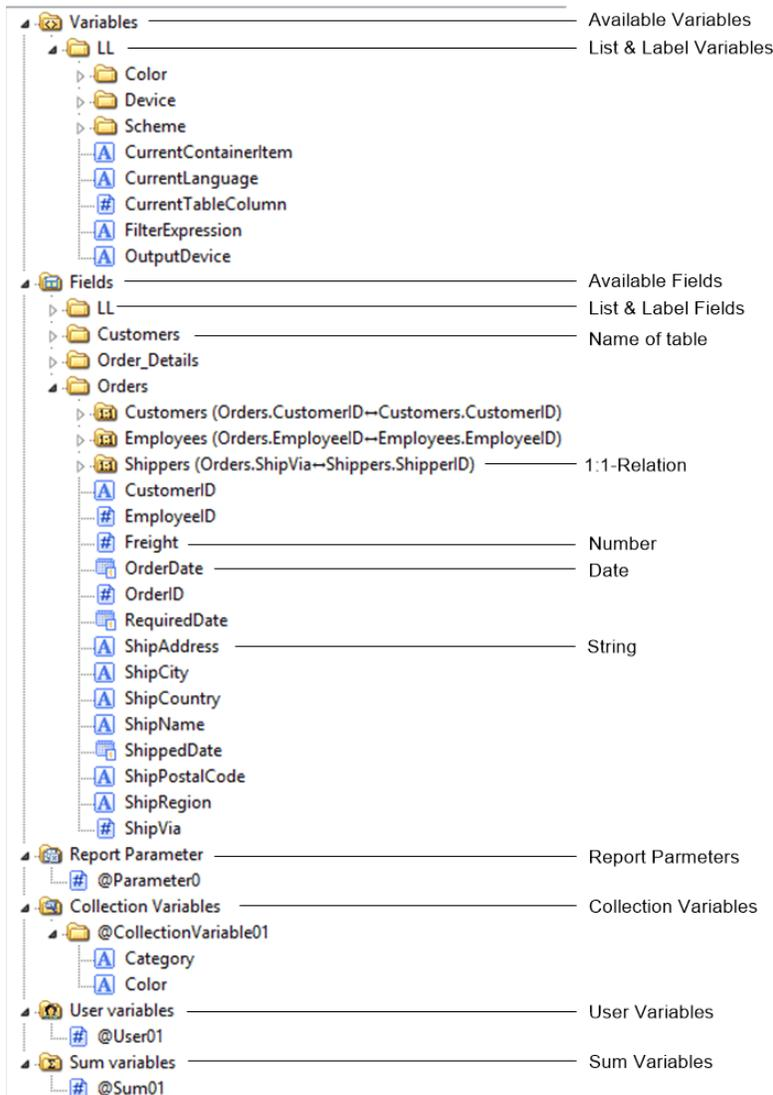 Variables Available Variables
LL List & Label Variables
Color
Device
Scheme
CurrentContainerItem
CurrentLanguage
CurrentTableColumn
FilterExpression
OutputDevice
Fields Available Fields
LL List & Label Fields
Customers Name of table
Order_Details
Orders
Customers (Orders.CustomerID↔Customers.CustomerID)
Employees (Orders.EmployeeID↔Employees.EmployeeID)
Shippers (Orders.ShipVia↔Shippers.ShipperID) 1:1-Relation
CustomerID
EmployeeID
Freight Number
OrderDate Date
OrderID
RequiredDate
ShipAddress String
ShipCity
ShipCountry
ShipName
ShippedDate
ShipPostalCode
ShipRegion
ShipVia
Report Parameter Report Parmeters
@Parameter0
Collection Variables Collection Variables
@CollectionVariable01
Category
Color
User variables User Variables
@User01
Sum variables Sum Variables
@Sum01